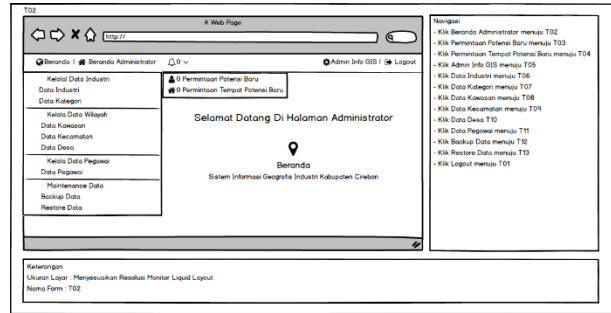 T02
A Web Page
http://
Beranda | Beranda Administrator
0
Admin Info GIS | Logout
Kelolal Data Industri
Data Industri
Data Kategori
Kelola Data Wilayah
Data Kawasan
Data Kecamatan
Data Desa
Kelola Data Pegawai
Data Pegawai
Maintenance Data
Backup Data
Restore Data
0 Permintaan Potensi Baru
0 Permintaan Tempat Potensi Baru
Selamat Datang Di Halaman Administrator
Beranda
Sistem Informasi Geografis Industri Kabupaten Cirebon
Navigasi
- Klik Beranda Administrator menuju T02
- Klik Permintaan Potensi Baru menuju T03
- Klik Permintaan Tempat Potensi Baru menuju T04
- Klik Admin Info GIS menuju T05
- Klik Data Industri menuju T06
- Klik Data Kategori menuju T07
- Klik Data Kawasan menuju T08
- Klik Data Kecamatan menuju T09
- Klik Data Desa T10
- Klik Data Pegawai menuju T11
- Klik Backup Data menuju T12
- Klik Restore Data menuju T13
- Klik Logout menuju T01
Keterangan
Ukuran Layar : Menyesuaikan Resolusi Monitor Liquid Layout
Nama Form : T02